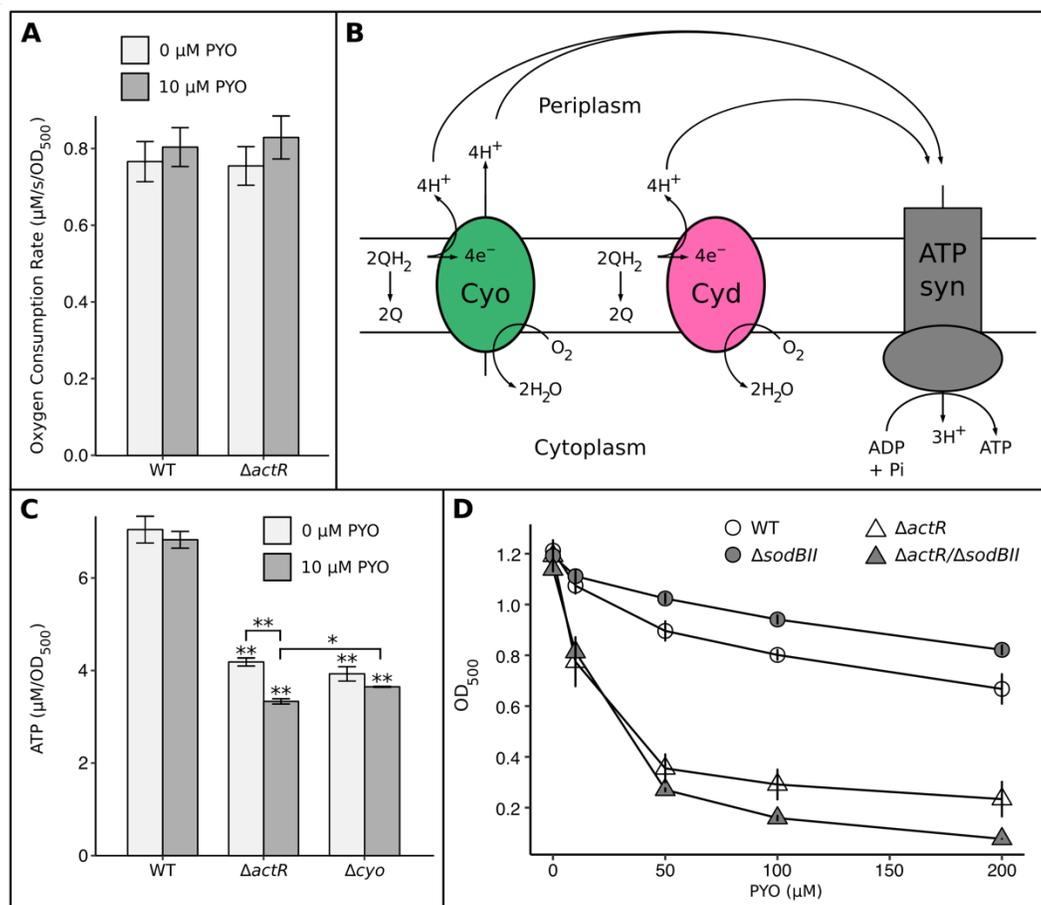 A
0 µM PYO
10 µM PYO
Oxygen Consumption Rate (µM/s/OD500)
0.8
0.6
0.4
0.2
0.0
WT
ΔactR
B
Periplasm
4H+
4H+
4H+
2QH2
4e−
2QH2
4e−
ATP
syn
Cyo
Cyd
2Q
2Q
O2
O2
2H2O
2H2O
Cytoplasm
ADP
+ Pi
3H+
ATP
C
0 µM PYO
10 µM PYO
ATP (µM/OD500)
6
4
2
0
**
**
**
*
**
**
WT
ΔactR
Δcyo
D
WT
ΔactR
ΔsodBII
ΔactR/ΔsodBII
OD500
1.2
1.0
0.8
0.6
0.4
0.2
0
50
100
150
200
PYO (µM)